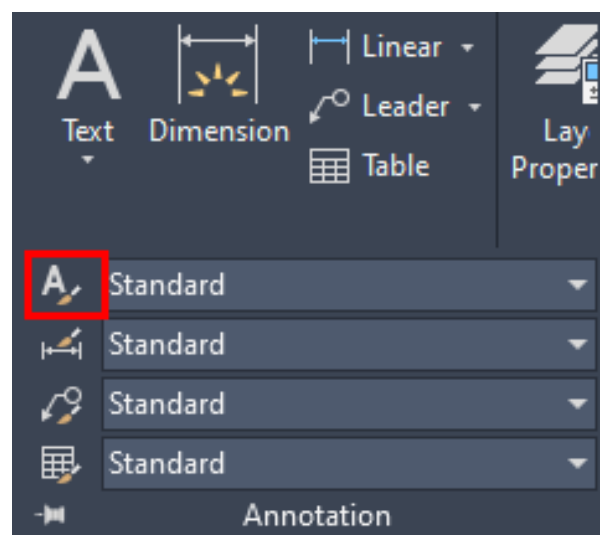 Linear
Leader
Text Dimension
Table
Lay
Proper
Standard
Standard
Standard
Standard
Annotation